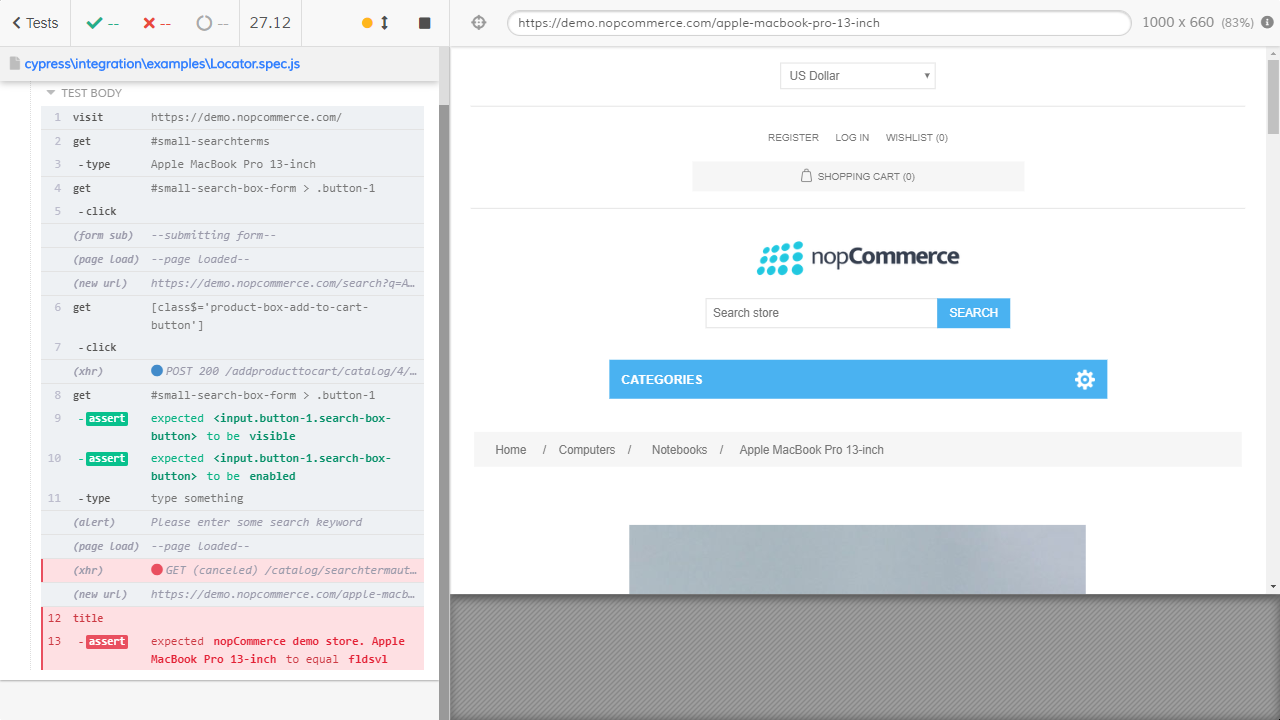 Tests
--
--
--
27.12
https://demo.nopcommerce.com/apple-macbook-pro-13-inch
1000 x 660 (83%)
cypress\integration\examples\Locator.spec.js
TEST BODY
1 visit https://demo.nopcommerce.com/
2 get #small-searchterms
3 - type Apple MacBook Pro 13-inch
4 get #small-search-box-form > .button-1
5 - click
(form sub) --submitting form--
(page load) --page loaded--
(new url) https://demo.nopcommerce.com/search?q=A…
6 get [class$='product-box-add-to-cart-
button']
7 - click
(xhr) POST 200 /addproducttocart/catalog/4/…
8 get #small-search-box-form > .button-1
9 - assert expected <input.button-1.search-box-
button> to be visible
10 - assert expected <input.button-1.search-box-
button> to be enabled
11 - type type something
(alert) Please enter some search keyword
(page load) --page loaded--
(xhr) GET (canceled) /catalog/searchtermaut…
(new url) https://demo.nopcommerce.com/apple-macb…
12 title
13 - assert expected nopCommerce demo store. Apple
MacBook Pro 13-inch to equal fldsvl
US Dollar
REGISTER LOG IN WISHLIST (0)
SHOPPING CART (0)
nopCommerce
Search store SEARCH
CATEGORIES
Home / Computers / Notebooks / Apple MacBook Pro 13-inch